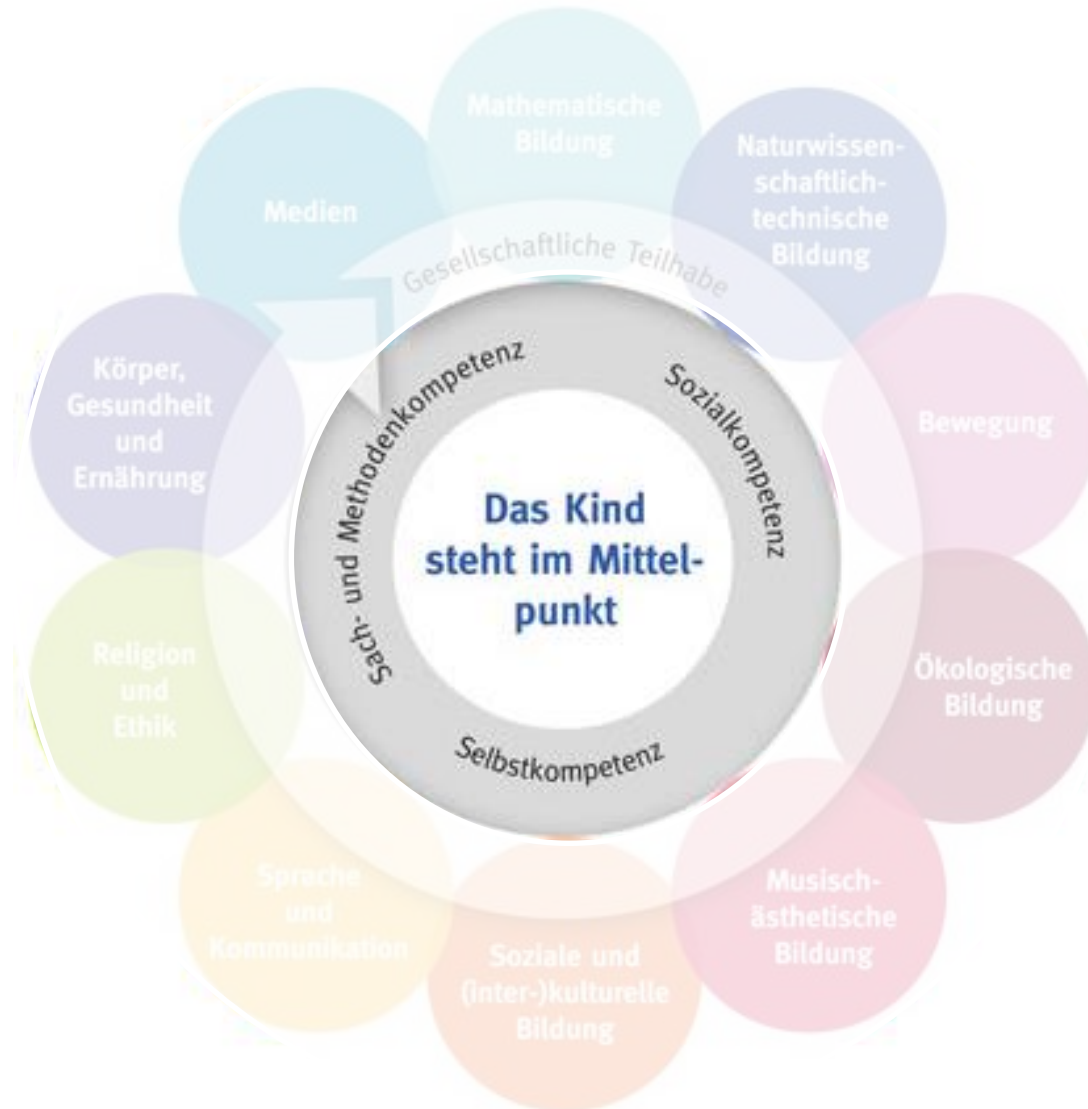 Mathematische
Bildung
Naturwissen-
schaftlich-
technische
Bildung
Bewegung
Ökologische
Bildung
Musisch-
ästhetische
Bildung
Soziale und
(inter-)kulturelle
Bildung
Sprache
und
Kommunikation
Religion
und
Ethik
Körper,
Gesundheit
und
Ernährung
Medien
Gesellschaftliche Teilhabe
Sach- und Methodenkompetenz
Sozialkompetenz
Selbstkompetenz
Das Kind
steht im Mittel-
punkt